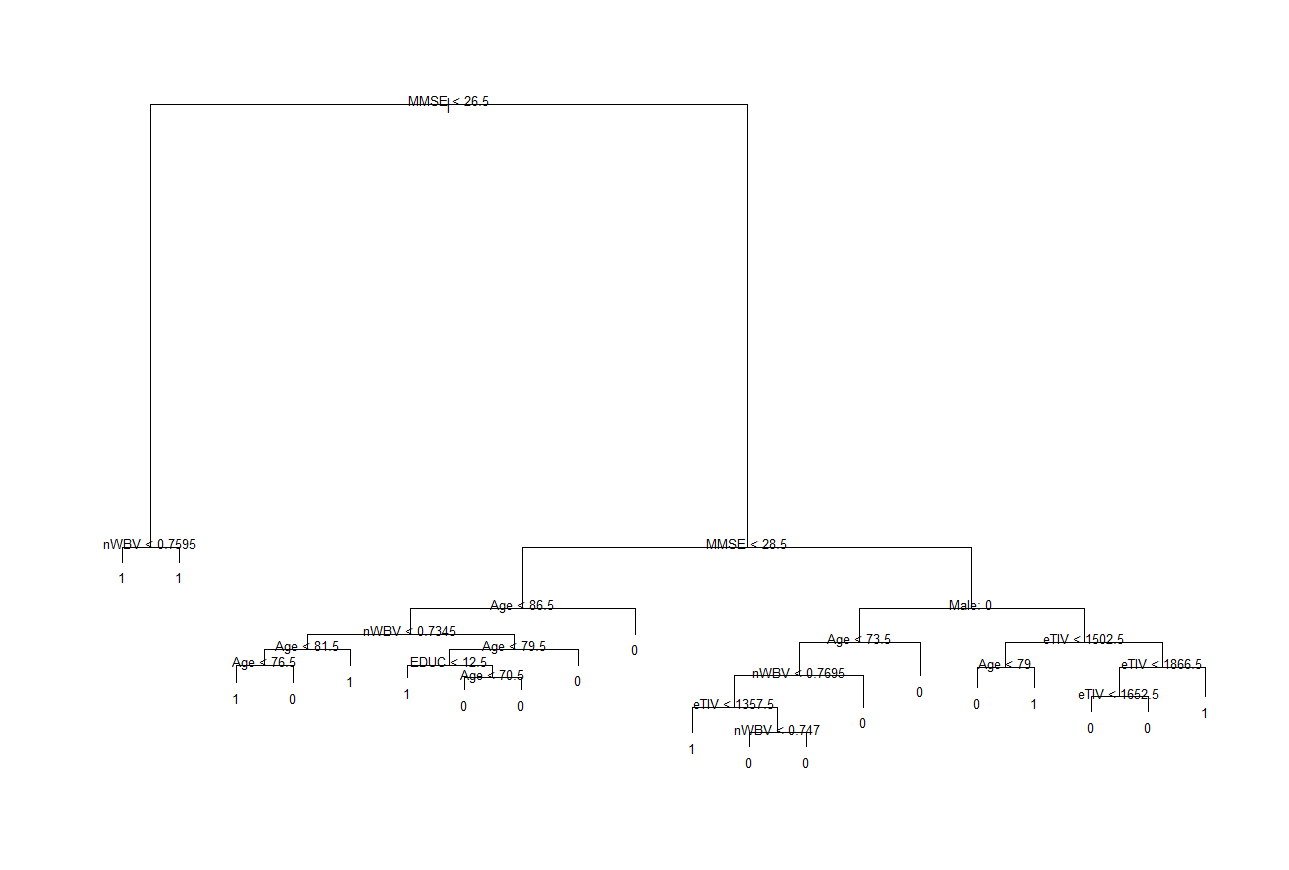 MMSE < 26.5
nWBV < 0.7595
MMSE < 28.5
1 1
Age < 86.5
Male: 0
nWBV < 0.7345
Age < 73.5
eTIV < 1502.5
Age < 81.5
Age < 79.5
0
Age < 76.5
EDUC < 12.5
Age < 79
eTIV < 1866.5
nWBV < 0.7695
Age < 70.5
1
0
0
1 0
1
eTIV < 1652.5
0 0
eTIV < 1357.5
0 1
1
0
0 0
nWBV < 0.747
1
0 0